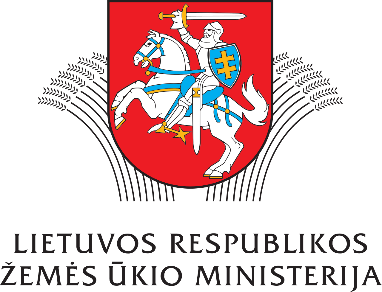 LIETUVOS RESPUBLIKOS
ŽEMĖS ŪKIO MINISTERIJA